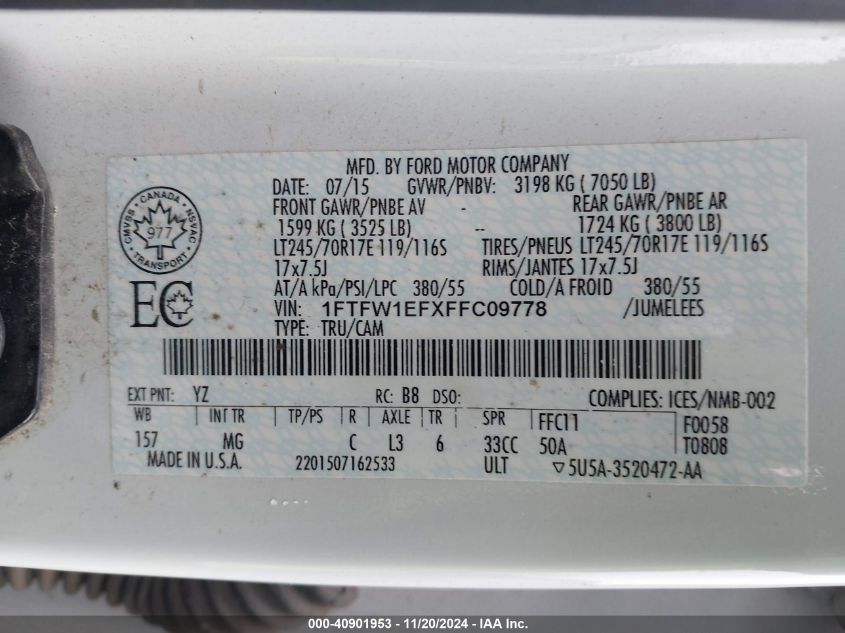 MFD. BY FORD MOTOR COMPANY
DATE: 07/15 GVWR/PNBV: 3198 KG ( 7050 LB)
FRONT GAWR/PNBE AV - REAR GAWR/PNBE AR
1599 KG ( 3525 LB) -- 1724 KG ( 3800 LB)
LT245/70R17E 119/116S TIRES/PNEUS LT245/70R17E 119/116S
17x7.5J RIMS/JANTES 17x7.5J
AT/A kPa/PSI/LPC 380/55 COLD/A FROID 380/55
VIN: 1FTFW1EFXFFC09778 /JUMELEES
TYPE: TRU/CAM
CANADA
CMVSS NSVAC
977
TRANSPORT
EC
EXT PNT: YZ RC: B8 DSO: COMPLIES: ICES/NMB-002
WB INT TR TP/PS R AXLE TR SPR FFC11 F0058
157 MG C L3 6 33CC 50A T0808
MADE IN U.S.A. 2201507162533 ULT 5U5A-3520472-AA
000-40901953 - 11/20/2024 - IAA Inc.